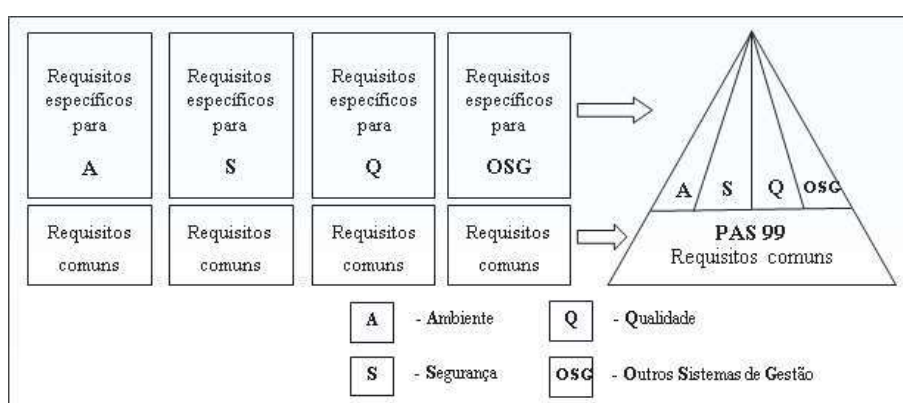 Requisitos
específicos
para
A
Requisitos
específicos
para
S
Requisitos
específicos
para
Q
Requisitos
específicos
para
OSG
Requisitos
comuns
Requisitos
comuns
Requisitos
comuns
Requisitos
comuns
A
S
Q
OSG
PAS 99
Requisitos comuns
A - Ambiente
Q - Qualidade
S - Segurança
OSG - Outros Sistemas de Gestão